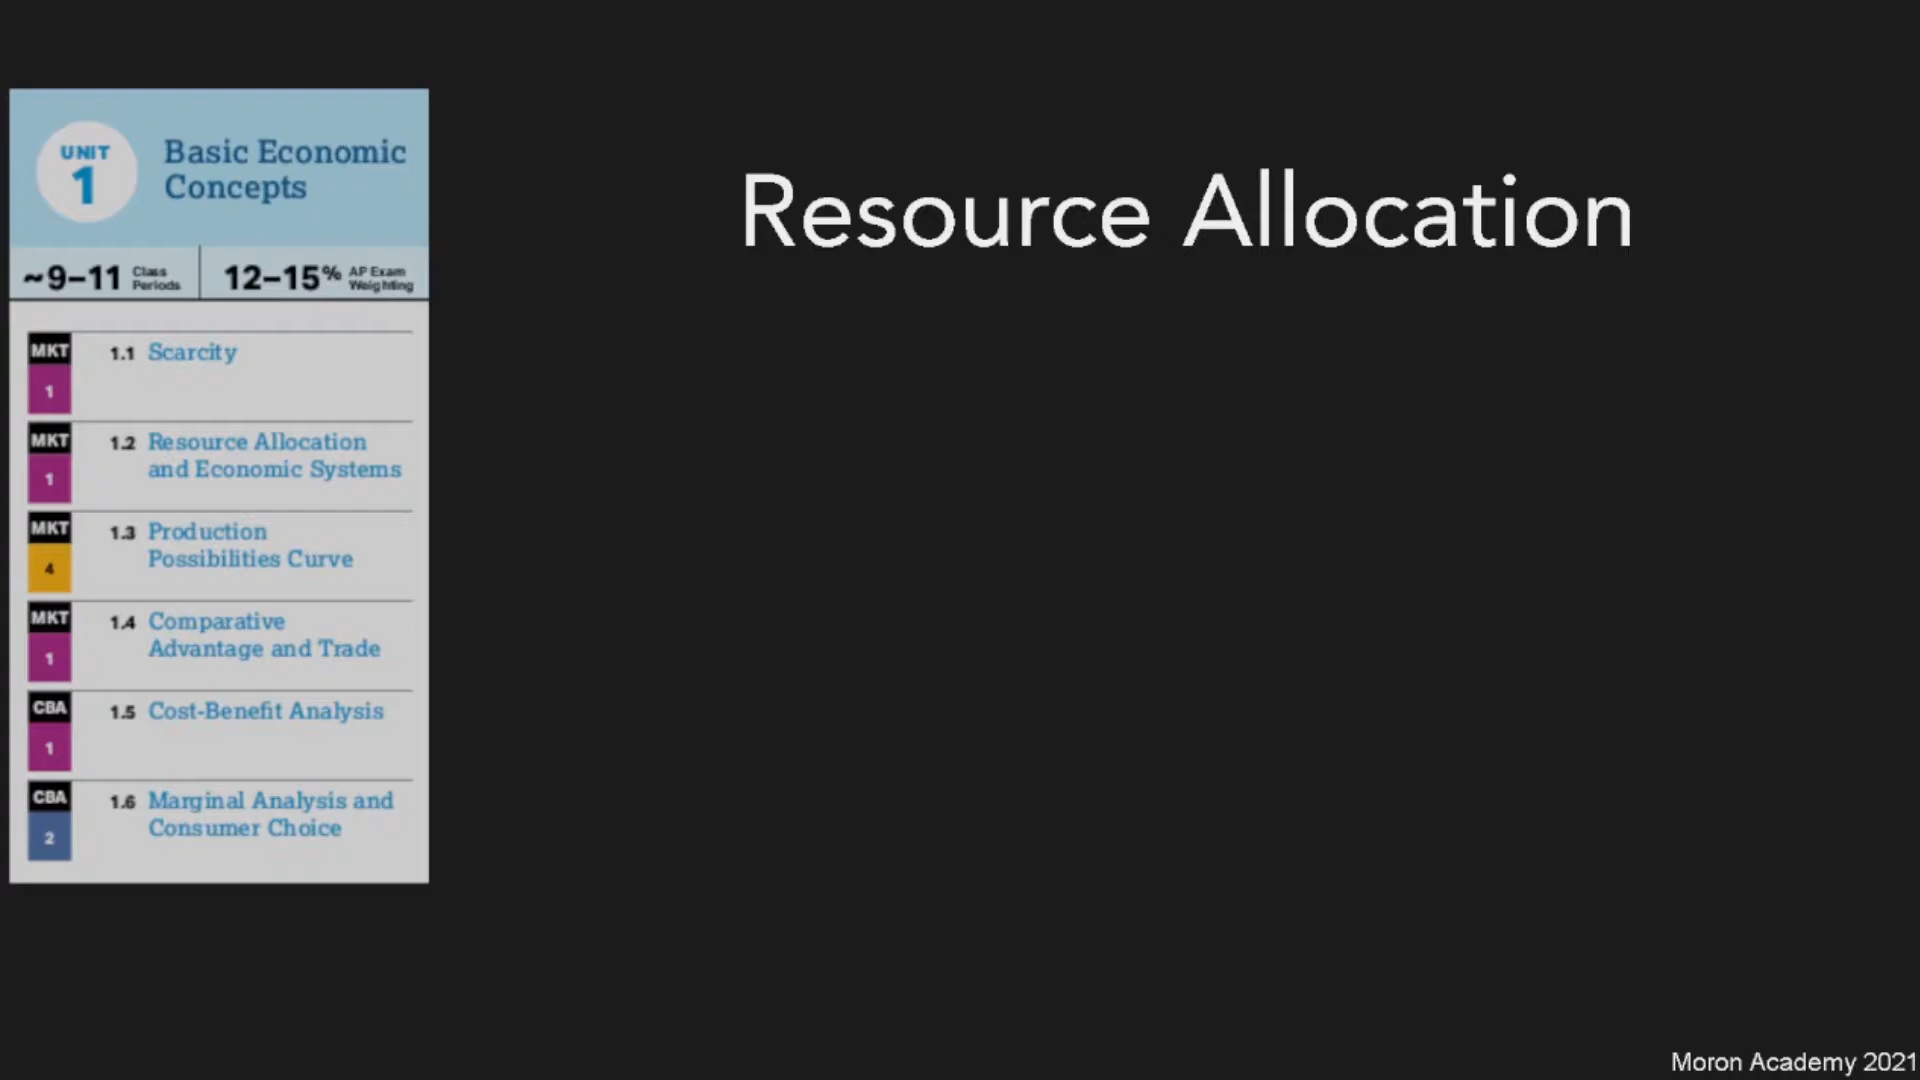 UNIT
1
Basic Economic
Concepts
~9–11 Class
Periods
12–15% AP Exam
Weighting
MKT
1
1.1 Scarcity
MKT
1
1.2 Resource Allocation
and Economic Systems
MKT
4
1.3 Production
Possibilities Curve
MKT
1
1.4 Comparative
Advantage and Trade
CBA
1
1.5 Cost-Benefit Analysis
CBA
2
1.6 Marginal Analysis and
Consumer Choice
Resource Allocation
Moron Academy 2021